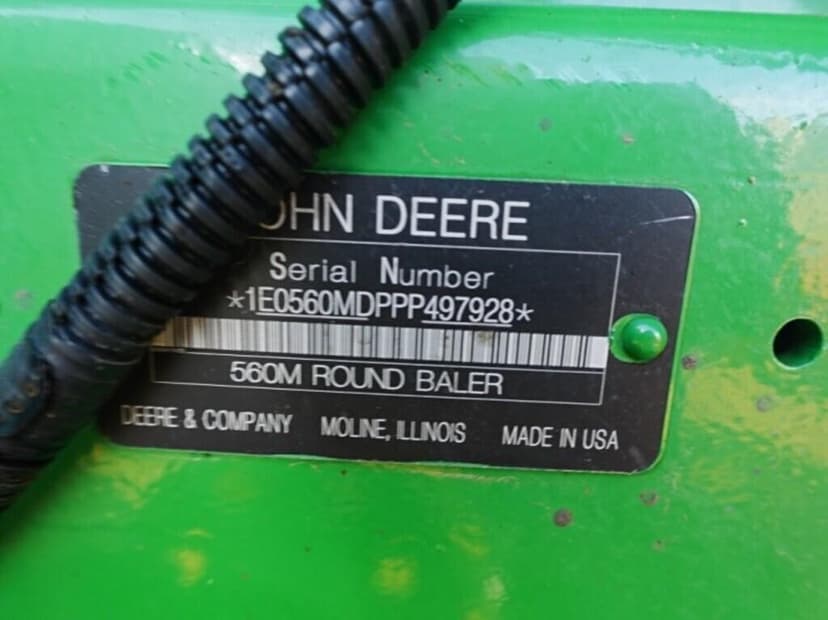 JOHN DEERE
Serial Number
*1E0560MDPPP497928*
560M ROUND BALER
DEERE & COMPANY MOLINE, ILLINOIS MADE IN USA